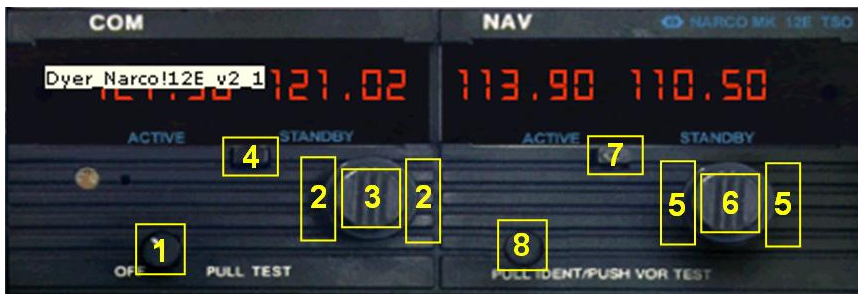 COM
NAV
NARCO MK 12E TSO
Dyer_Narco!12E_v2_1
121.02
113.90
110.50
ACTIVE
STANDBY
ACTIVE
STANDBY
4
7
2
3
2
5
6
5
1
8
OFF
PULL TEST
PULL IDENT/PUSH VOR TEST